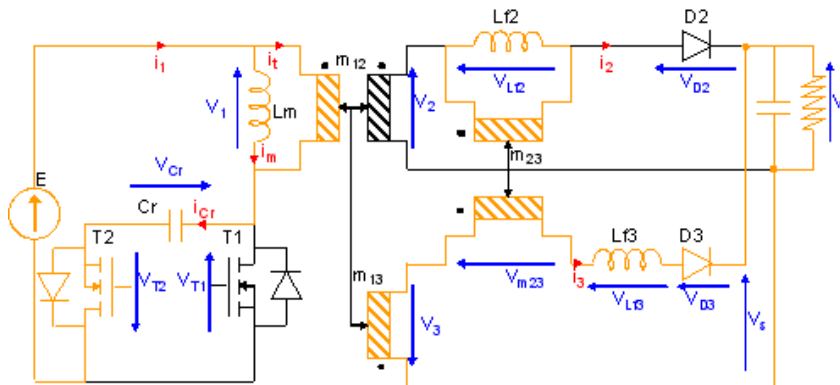 Lf2 D2
i1 it m12 i2
V1 Lm V2 VLf2 VD2 V
im m23
VCr
E
Cr iCr
T2 T1 Lf3 D3
m13
VT2 VT1 Vm23 i3 VLf3 VD3
V3 Vs